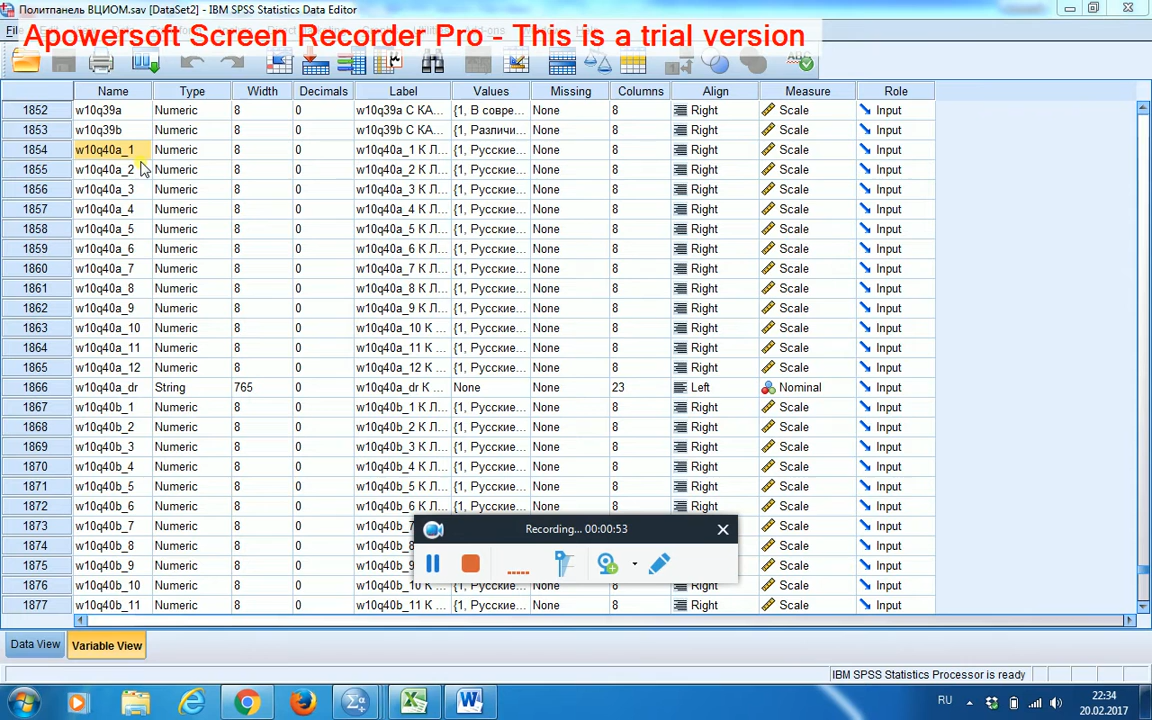 Политпанель ВЦИОМ.sav [DataSet2] - IBM SPSS Statistics Data Editor
Apowersoft Screen Recorder Pro - This is a trial version
Name Type Width Decimals Label Values Missing Columns Align Measure Role
1852 w10q39a Numeric 8 0 w10q39a С КА... {1, В совре... None 8 Right Scale Input
1853 w10q39b Numeric 8 0 w10q39b С КА... {1, Различи... None 8 Right Scale Input
1854 w10q40a_1 Numeric 8 0 w10q40a_1 К Л... {1, Русские... None 8 Right Scale Input
1855 w10q40a_2 Numeric 8 0 w10q40a_2 К Л... {1, Русские... None 8 Right Scale Input
1856 w10q40a_3 Numeric 8 0 w10q40a_3 К Л... {1, Русские... None 8 Right Scale Input
1857 w10q40a_4 Numeric 8 0 w10q40a_4 К Л... {1, Русские... None 8 Right Scale Input
1858 w10q40a_5 Numeric 8 0 w10q40a_5 К Л... {1, Русские... None 8 Right Scale Input
1859 w10q40a_6 Numeric 8 0 w10q40a_6 К Л... {1, Русские... None 8 Right Scale Input
1860 w10q40a_7 Numeric 8 0 w10q40a_7 К Л... {1, Русские... None 8 Right Scale Input
1861 w10q40a_8 Numeric 8 0 w10q40a_8 К Л... {1, Русские... None 8 Right Scale Input
1862 w10q40a_9 Numeric 8 0 w10q40a_9 К Л... {1, Русские... None 8 Right Scale Input
1863 w10q40a_10 Numeric 8 0 w10q40a_10 К ... {1, Русские... None 8 Right Scale Input
1864 w10q40a_11 Numeric 8 0 w10q40a_11 К ... {1, Русские... None 8 Right Scale Input
1865 w10q40a_12 Numeric 8 0 w10q40a_12 К ... {1, Русские... None 8 Right Scale Input
1866 w10q40a_dr String 765 0 w10q40a_dr К ... None None 23 Left Nominal Input
1867 w10q40b_1 Numeric 8 0 w10q40b_1 К Л... {1, Русские... None 8 Right Scale Input
1868 w10q40b_2 Numeric 8 0 w10q40b_2 К Л... {1, Русские... None 8 Right Scale Input
1869 w10q40b_3 Numeric 8 0 w10q40b_3 К Л... {1, Русские... None 8 Right Scale Input
1870 w10q40b_4 Numeric 8 0 w10q40b_4 К Л... {1, Русские... None 8 Right Scale Input
1871 w10q40b_5 Numeric 8 0 w10q40b_5 К Л... {1, Русские... None 8 Right Scale Input
1872 w10q40b_6 Numeric 8 0 w10q40b_6 К Л... {1, Русские... None 8 Right Scale Input
1873 w10q40b_7 Numeric 8 0 w10q40b_7 Right Scale Input
1874 w10q40b_8 Numeric 8 0 w10q40b_8 Right Scale Input
1875 w10q40b_9 Numeric 8 0 w10q40b_9 Right Scale Input
1876 w10q40b_10 Numeric 8 0 w10q40b_10 К ... {1, Русские... None 8 Right Scale Input
1877 w10q40b_11 Numeric 8 0 w10q40b_11 К ... {1, Русские... None 8 Right Scale Input
Recording... 00:00:53
Data View Variable View
IBM SPSS Statistics Processor is ready
RU 22:34
20.02.2017